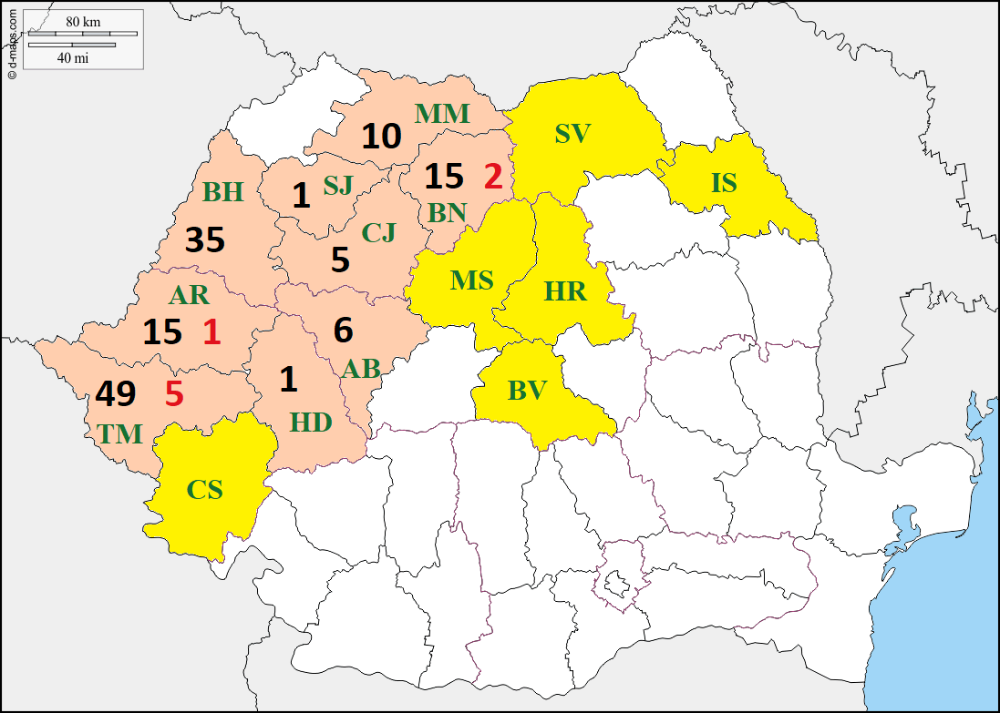 80 km
40 mi
© d-maps.com
MM
10
SV
15 2
BN
IS
BH
35
SJ
1
CJ
5
MS
HR
AR
15 1
6
AB
49 5
TM
1
HD
BV
CS